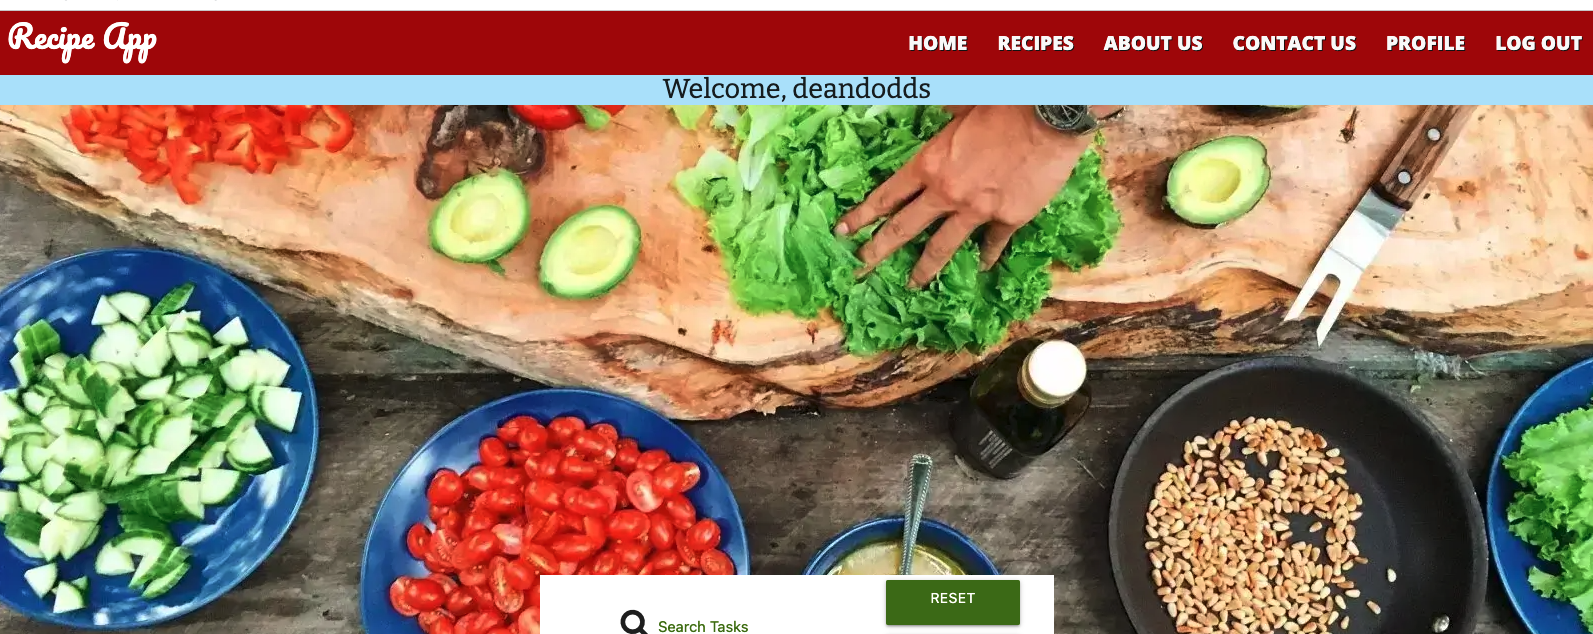 Recipe App
HOME RECIPES ABOUT US CONTACT US PROFILE LOG OUT
Welcome, deandodds
RESET
Search Tasks